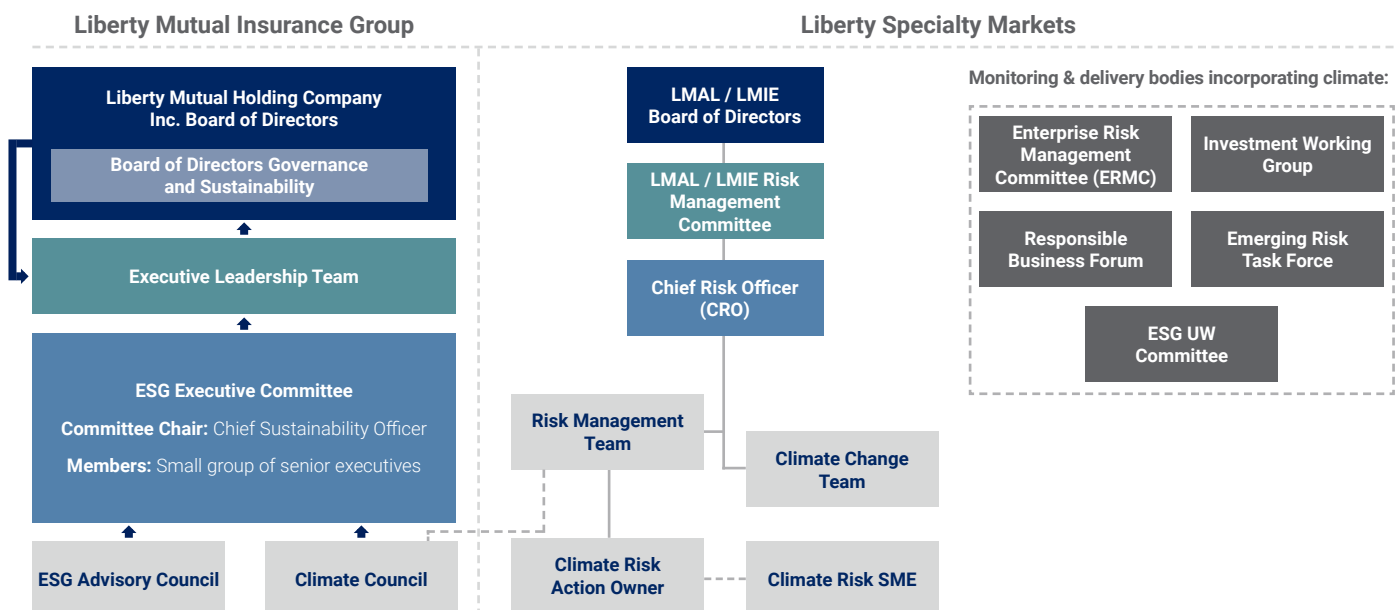 Liberty Mutual Insurance Group
Liberty Specialty Markets
Liberty Mutual Holding Company
Inc. Board of Directors
Board of Directors Governance
and Sustainability
Executive Leadership Team
ESG Executive Committee
Committee Chair: Chief Sustainability Officer
Members: Small group of senior executives
ESG Advisory Council
Climate Council
LMAL / LMIE
Board of Directors
LMAL / LMIE Risk
Management
Committee
Chief Risk Officer
(CRO)
Risk Management
Team
Climate Change
Team
Climate Risk
Action Owner
Climate Risk SME
Monitoring & delivery bodies incorporating climate:
Enterprise Risk
Management
Committee (ERMC)
Investment Working
Group
Responsible
Business Forum
Emerging Risk
Task Force
ESG UW
Committee